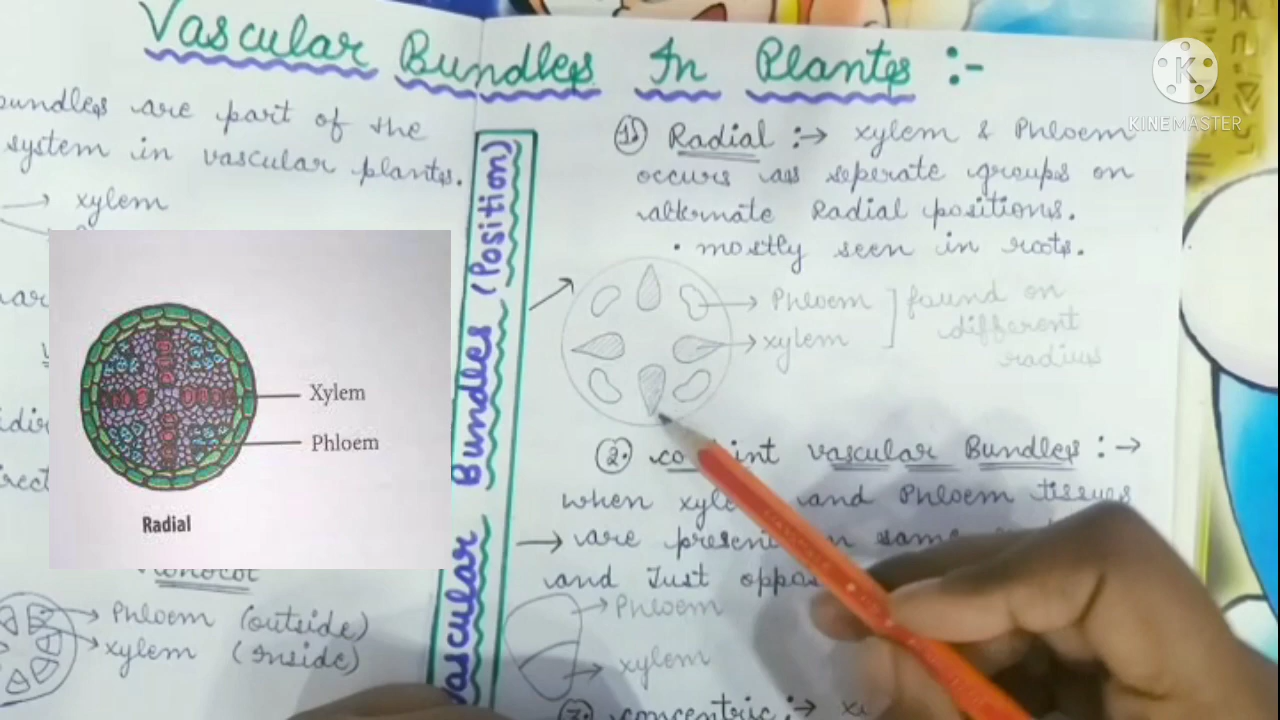 Vascular Bundles In Plants :-
bundles are part of the
system in vascular plants.
→ xylem
Xylem
Phloem
Radial
Monocot
→ Phloem (outside)
→ xylem (Inside)
Vascular Bundles (Position)
1. Radial :→ xylem & Phloem
occurs as seperate groups on
alternate Radial positions.
• mostly seen in roots.
→ Phloem ] found on
→ xylem different
radius
2. vascular Bundles :→
when and Phloem tissues
→ are present in same
and Just
→ Phloem
→ xylem
3. concentric :→
KINEMASTER